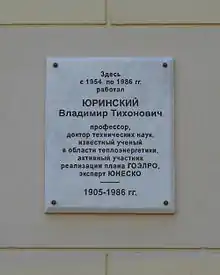 Здесь
с 1954 по 1986 гг.
работал
ЮРИНСКИЙ
Владимир Тихонович
профессор,
доктор технических наук,
известный ученый
в области теплоэнергетики,
активный участник
реализации плана ГОЭЛРО,
эксперт ЮНЕСКО
1905-1986 гг.